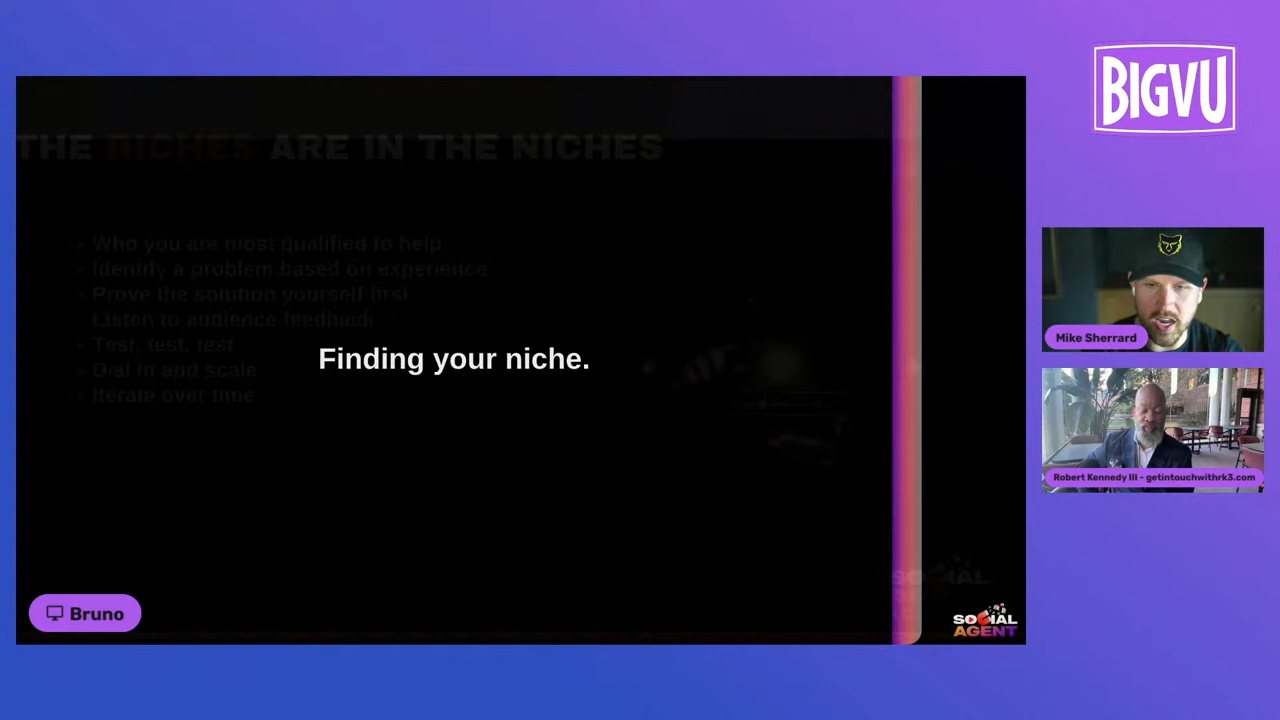 BIGVU
THE RICHES ARE IN THE NICHES
Who you are most qualified to help
Identify a problem based on experience
Prove the solution yourself first
Listen to audience feedback
Test, test, test
Dial in and scale
Iterate over time
Finding your niche.
Mike Sherrard
Robert Kennedy III - getintouchwithrk3.com
Bruno
SOCIAL
SOCIAL
AGENT